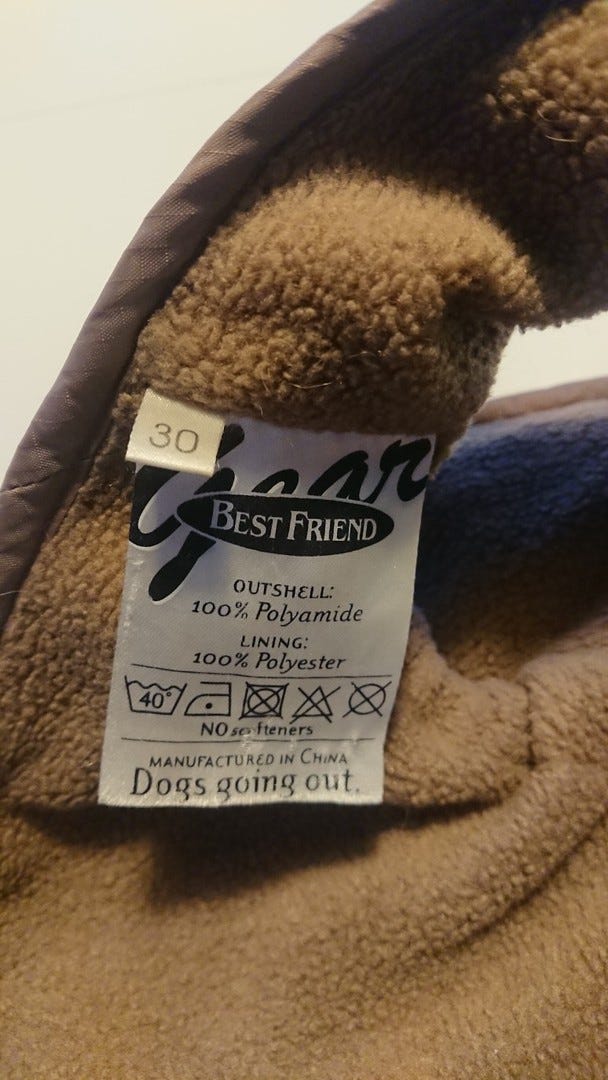 30
Gear
BEST FRIEND
OUTSHELL:
100% Polyamide
LINING:
100% Polyester
40°
NO softeners
MANUFACTURED IN CHINA
Dogs going out.